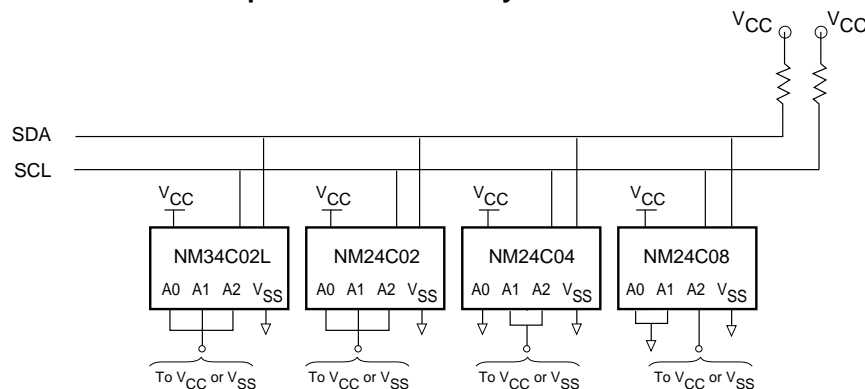 VCC VCC
SDA
SCL
VCC VCC VCC VCC
NM34C02L NM24C02 NM24C04 NM24C08
A0 A1 A2 VSS A0 A1 A2 VSS A0 A1 A2 VSS A0 A1 A2 VSS
To VCC or VSS To VCC or VSS To VCC or VSS To VCC or VSS